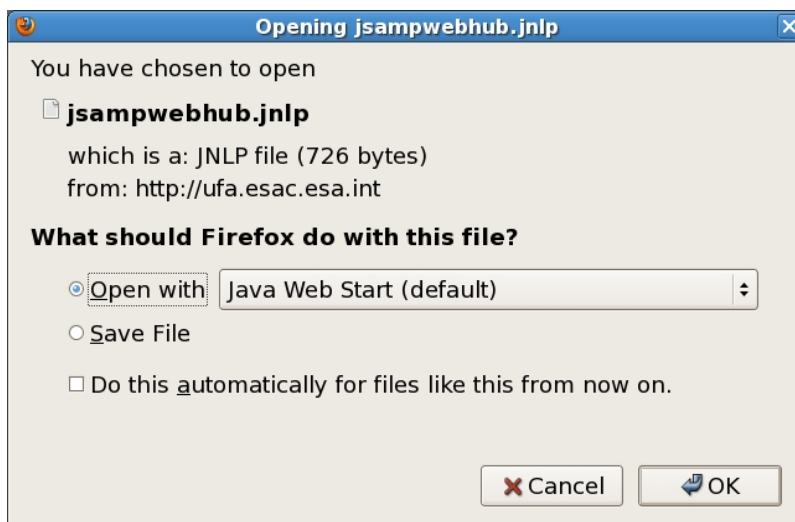 Opening jsampwebhub.jnlp
You have chosen to open
jsampwebhub.jnlp
which is a: JNLP file (726 bytes)
from: http://ufa.esac.esa.int
What should Firefox do with this file?
Open with Java Web Start (default)
Save File
Do this automatically for files like this from now on.
Cancel OK